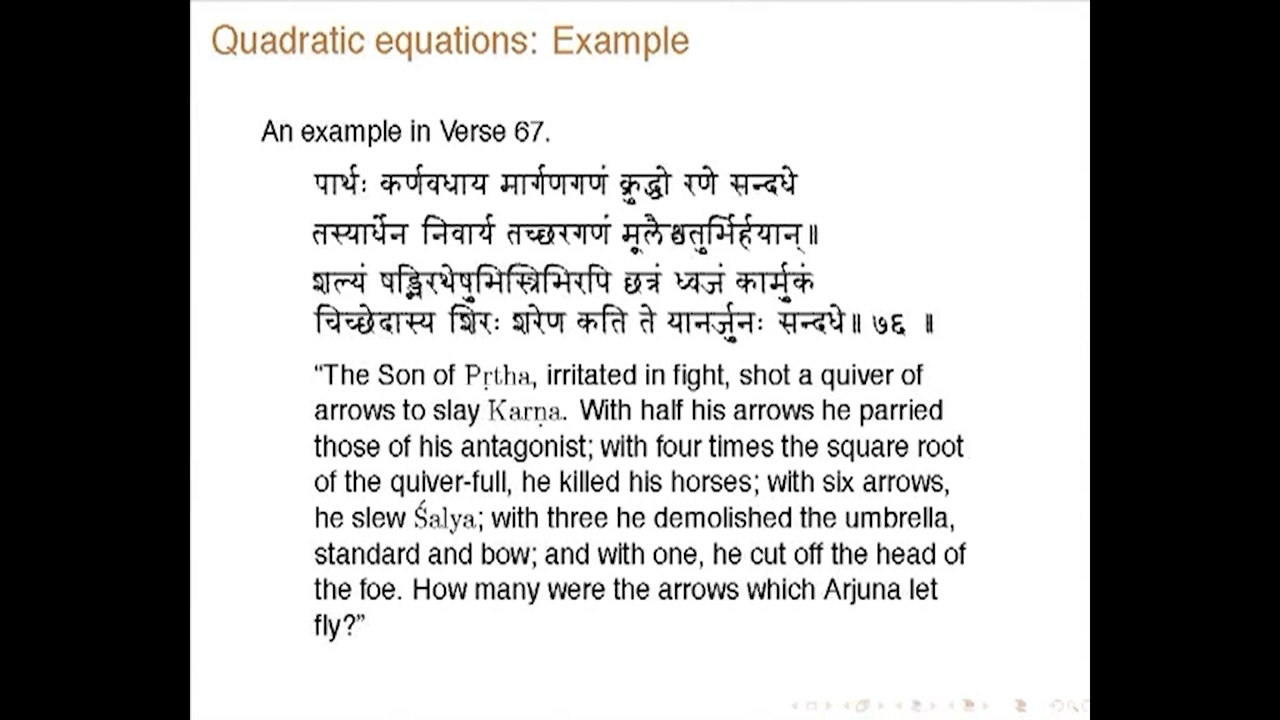 Quadratic equations: Example
An example in Verse 67.
पार्थः कर्णवधाय मार्गणगणं क्रुद्धो रणे सन्दधे
तस्यार्धेन निवार्य तच्छरगणं मूलैश्चतुर्भिर्हयान्॥
शल्यं षड्भिरथेषुभिस्त्रिभिरपि छत्रं ध्वजं कार्मुकं
चिच्छेदास्य शिरः शरेण कति ते यानर्जुनः सन्दधे॥ ७६ ॥
“The Son of Pṛtha, irritated in fight, shot a quiver of
arrows to slay Karṇa. With half his arrows he parried
those of his antagonist; with four times the square root
of the quiver-full, he killed his horses; with six arrows,
he slew Śalya; with three he demolished the umbrella,
standard and bow; and with one, he cut off the head of
the foe. How many were the arrows which Arjuna let
fly?”